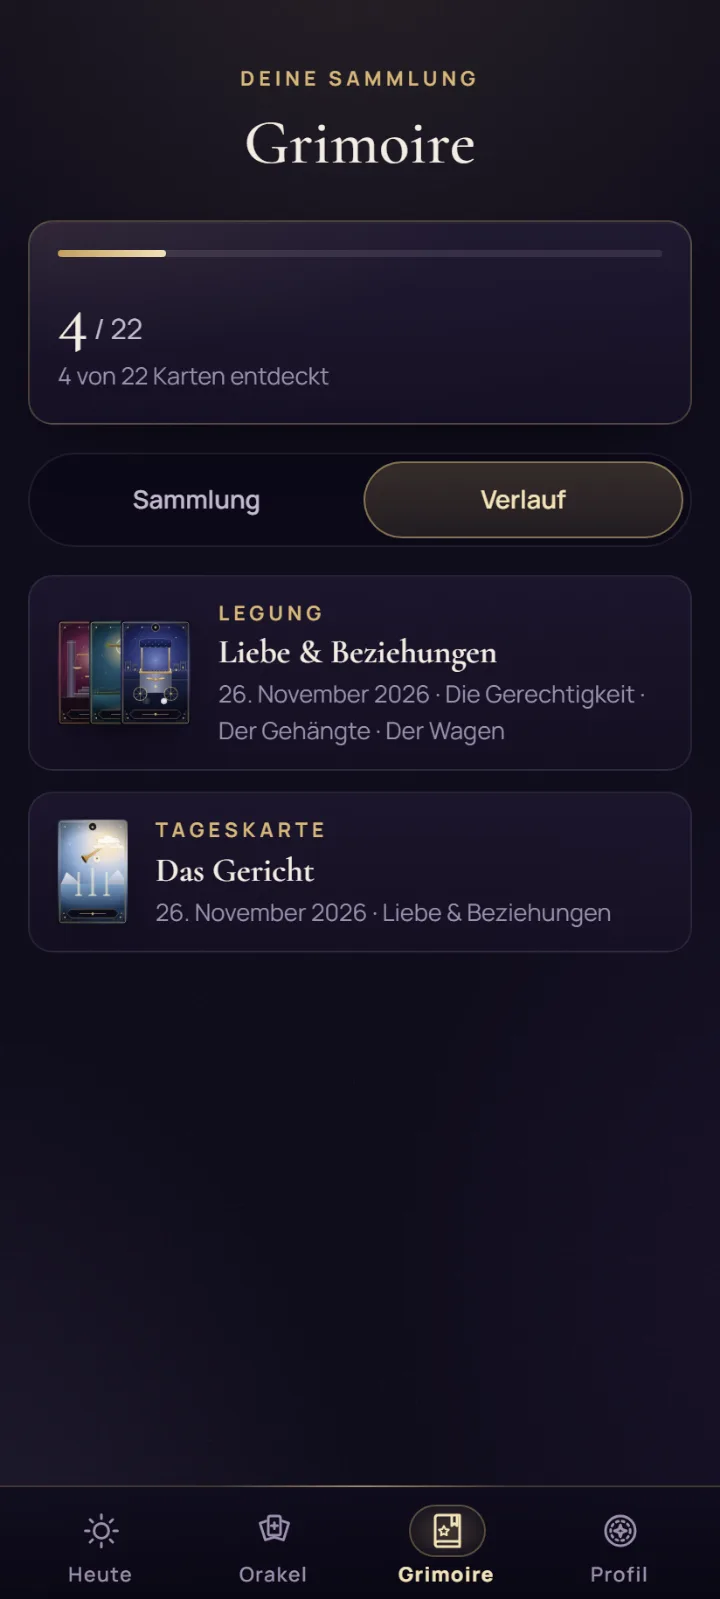 DEINE SAMMLUNG
Grimoire
4 / 22
4 von 22 Karten entdeckt
Sammlung
Verlauf
LEGUNG
Liebe & Beziehungen
26. November 2026 · Die Gerechtigkeit ·
Der Gehängte · Der Wagen
TAGESKARTE
Das Gericht
26. November 2026 · Liebe & Beziehungen
Heute
Orakel
Grimoire
Profil